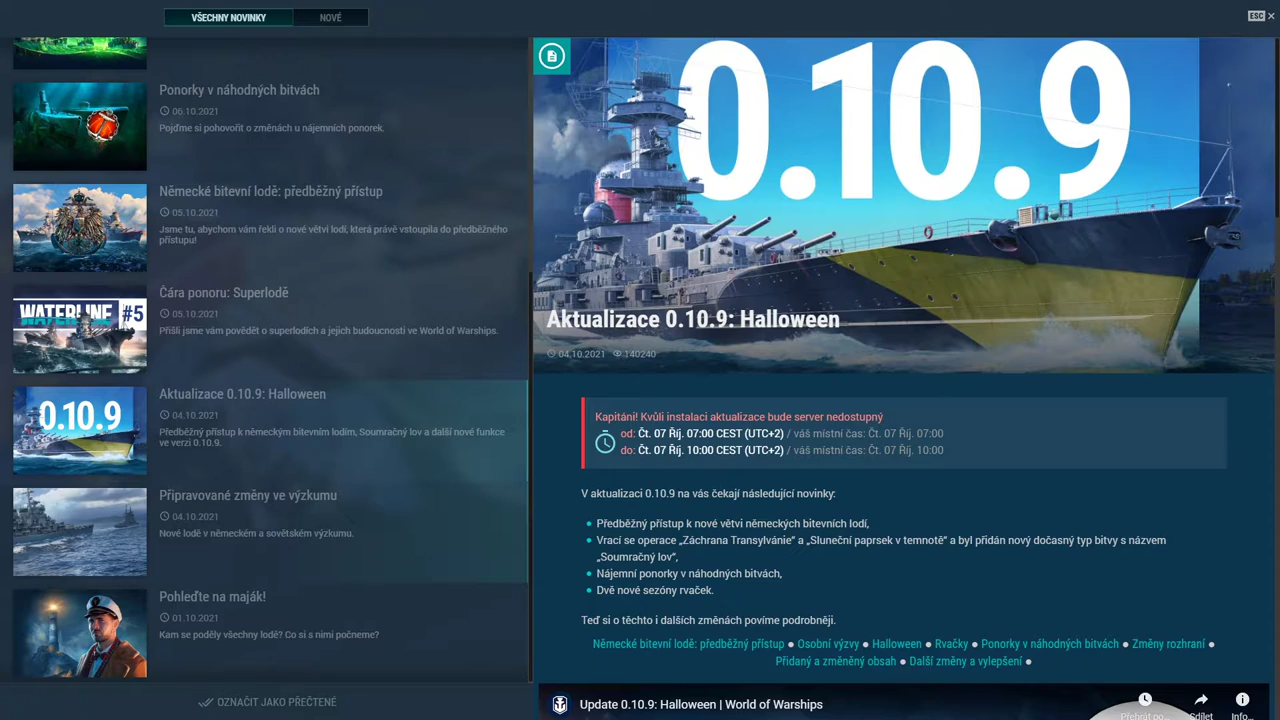 VŠECHNY NOVINKY
NOVÉ
ESC
Ponorky v náhodných bitvách
06.10.2021
Pojďme si pohovořit o změnách u nájemních ponorek.
Německé bitevní lodě: předběžný přístup
05.10.2021
Jsme tu, abychom vám řekli o nové větvi lodí, která právě vstoupila do předběžného
přístupu!
WATERLINE #5
Čára ponoru: Superlodě
05.10.2021
Přišli jsme vám povědět o superlodích a jejich budoucnosti ve World of Warships.
0.10.9
Aktualizace 0.10.9: Halloween
04.10.2021
Předběžný přístup k německým bitevním lodím, Soumračný lov a další nové funkce
ve verzi 0.10.9.
Připravované změny ve výzkumu
04.10.2021
Nové lodě v německém a sovětském výzkumu.
Pohleďte na maják!
01.10.2021
Kam se poděly všechny lodě? Co si s nimi počneme?
OZNAČIT JAKO PŘEČTENÉ
0.10.9
Aktualizace 0.10.9: Halloween
04.10.2021 140240
Kapitáni! Kvůli instalaci aktualizace bude server nedostupný
od: Čt. 07 Říj. 07:00 CEST (UTC+2) / váš místní čas: Čt. 07 Říj. 07:00
do: Čt. 07 Říj. 10:00 CEST (UTC+2) / váš místní čas: Čt. 07 Říj. 10:00
V aktualizaci 0.10.9 na vás čekají následující novinky:
● Předběžný přístup k nové větvi německých bitevních lodí,
● Vrací se operace „Záchrana Transylvánie“ a „Sluneční paprsek v temnotě“ a byl přidán nový dočasný typ bitvy s názvem
„Soumračný lov“,
● Nájemní ponorky v náhodných bitvách,
● Dvě nové sezóny rvaček.
Teď si o těchto i dalších změnách povíme podrobněji.
Německé bitevní lodě: předběžný přístup ● Osobní výzvy ● Halloween ● Rvačky ● Ponorky v náhodných bitvách ● Změny rozhraní ●
Přidaný a změněný obsah ● Další změny a vylepšení ●
Update 0.10.9: Halloween | World of Warships
Přehrát po...
Sdílet
Info...